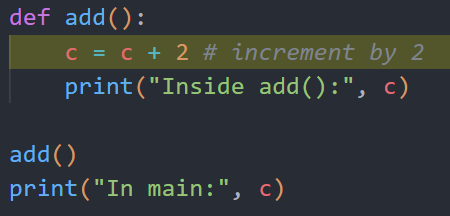 def add():
    c = c + 2 # increment by 2
    print("Inside add():", c)

add()
print("In main:", c)